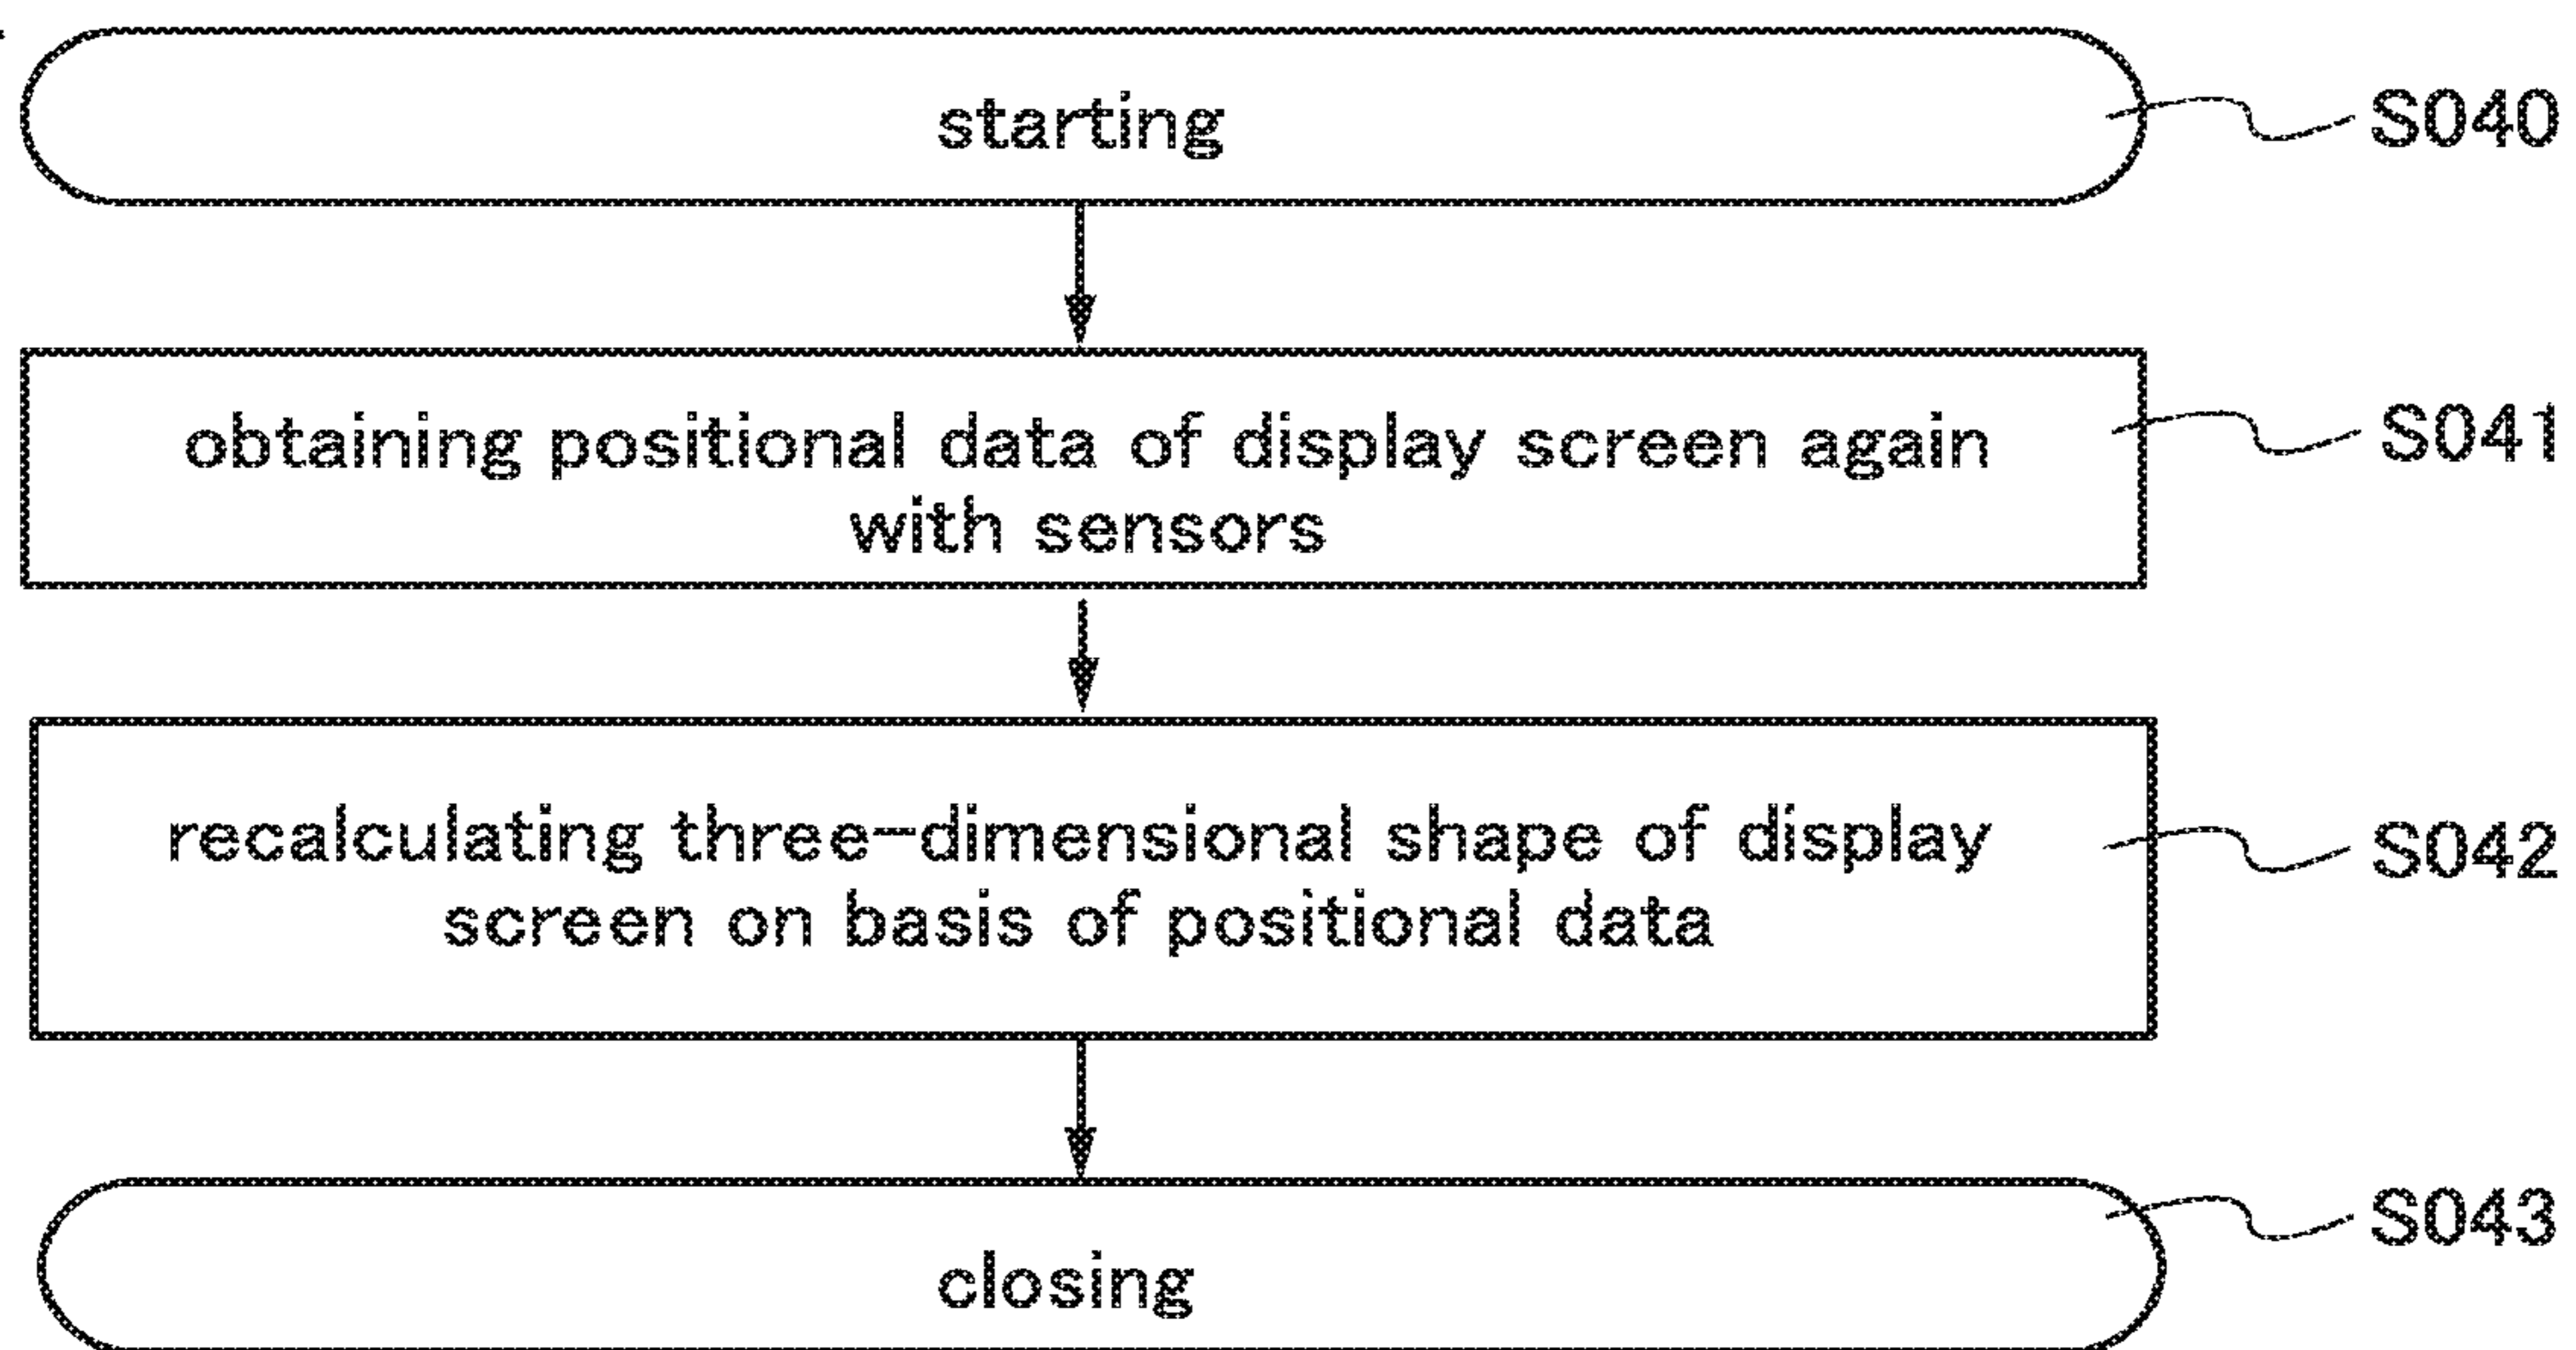 starting
S040
obtaining positional data of display screen again
with sensors
S041
recalculating three-dimensional shape of display
screen on basis of positional data
S042
closing
S043